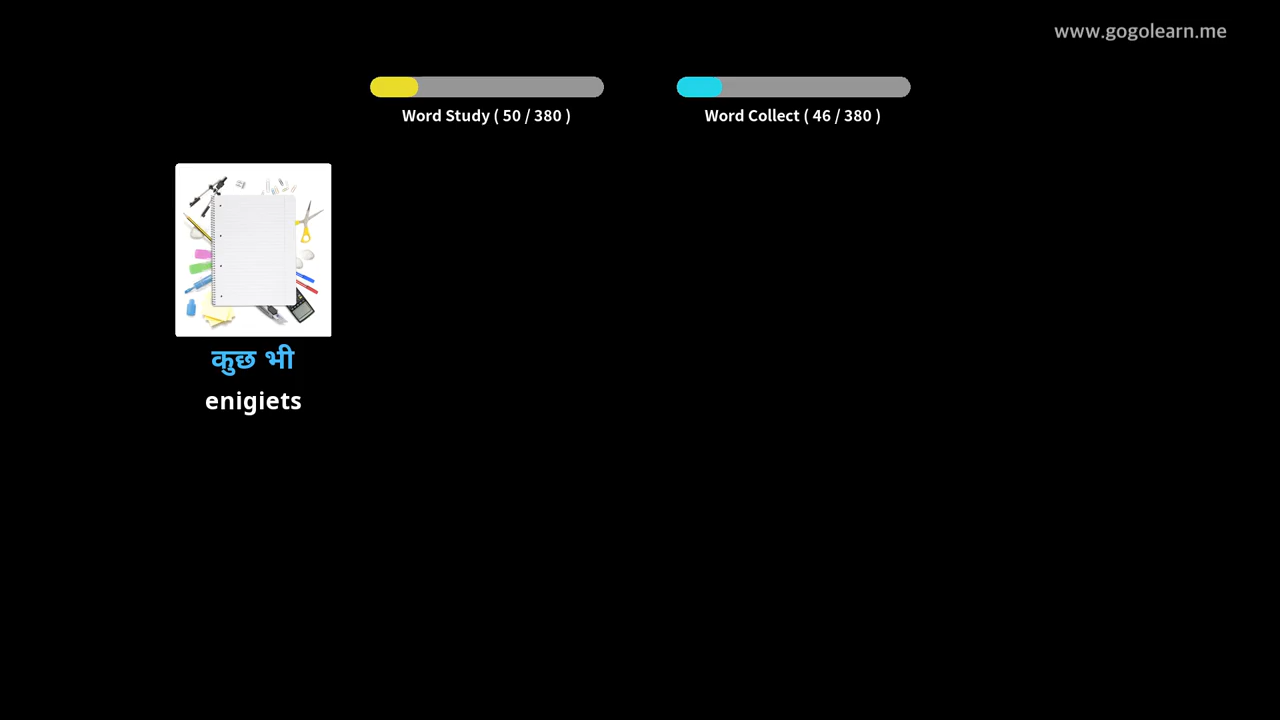 www.gogolearn.me
Word Study ( 50 / 380 )
Word Collect ( 46 / 380 )
कुछ भी
enigiets